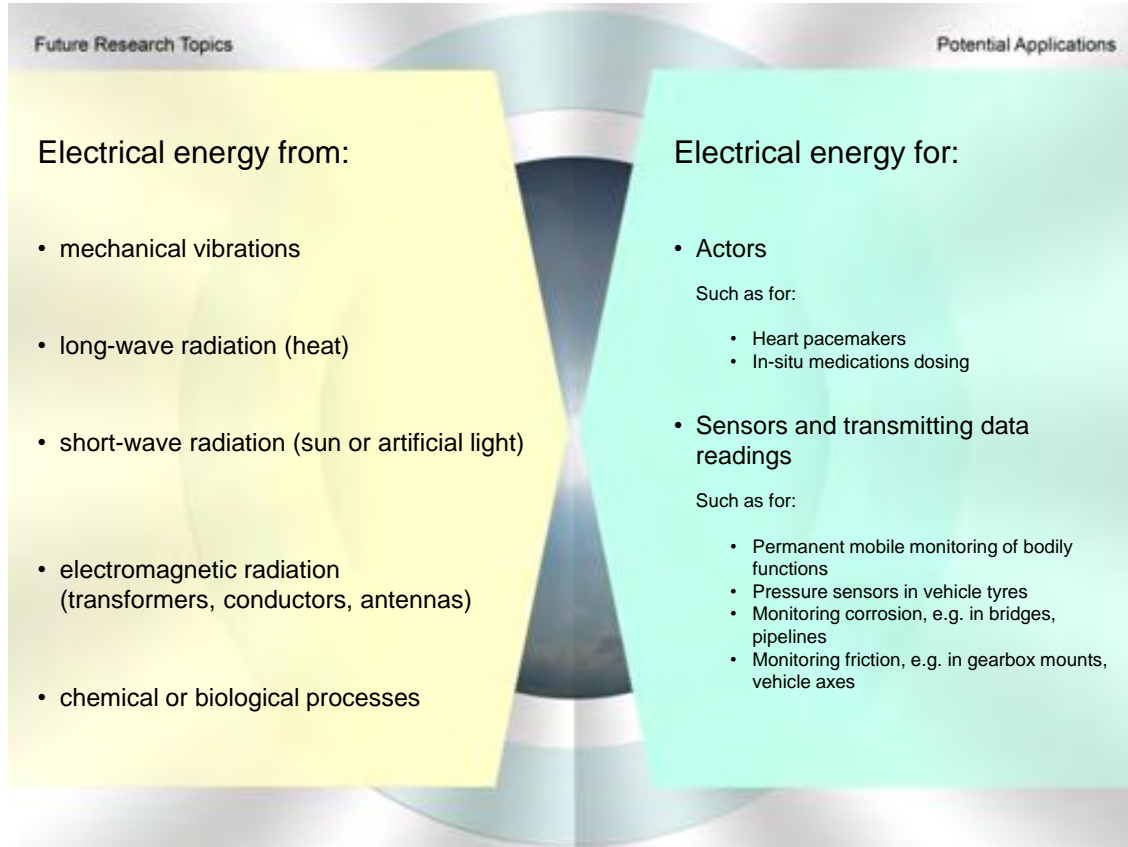 Future Research Topics
Potential Applications
Electrical energy from:
• mechanical vibrations
• long-wave radiation (heat)
• short-wave radiation (sun or artificial light)
• electromagnetic radiation
(transformers, conductors, antennas)
• chemical or biological processes
Electrical energy for:
• Actors
Such as for:
• Heart pacemakers
• In-situ medications dosing
• Sensors and transmitting data
readings
Such as for:
• Permanent mobile monitoring of bodily
functions
• Pressure sensors in vehicle tyres
• Monitoring corrosion, e.g. in bridges,
pipelines
• Monitoring friction, e.g. in gearbox mounts,
vehicle axes